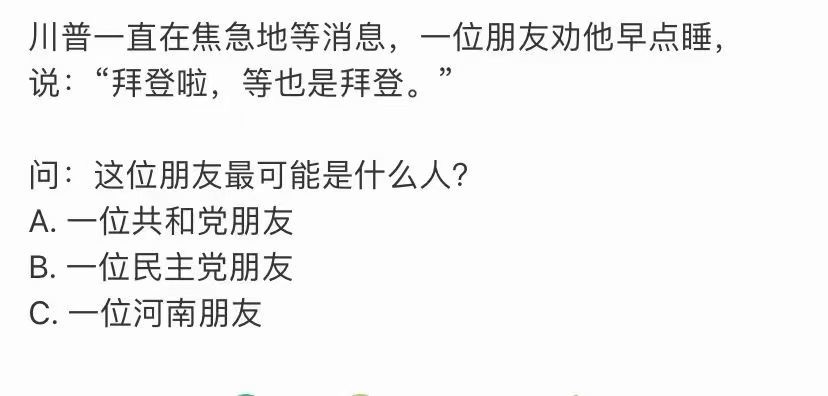 川普一直在焦急地等消息，一位朋友劝他早点睡，
说：“拜登啦，等也是拜登。”
问：这位朋友最可能是什么人？
A. 一位共和党朋友
B. 一位民主党朋友
C. 一位河南朋友